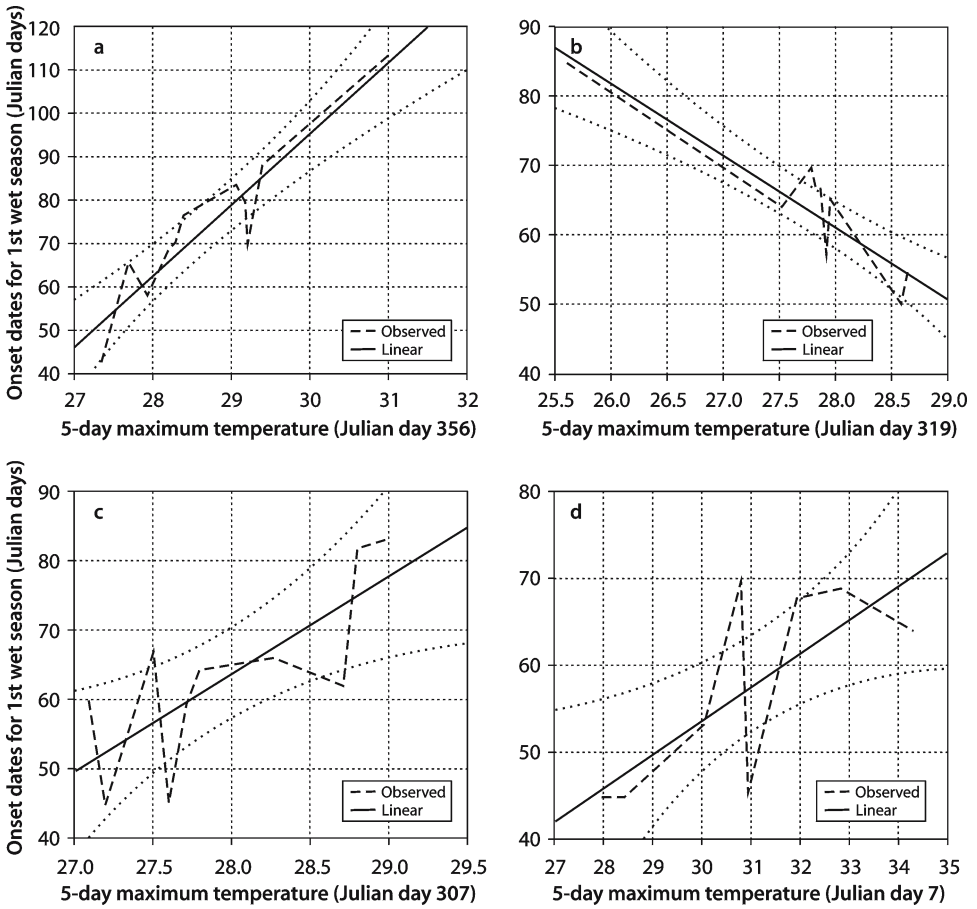 a
Onset dates for 1st wet season (Julian days)
120
110
100
90
80
70
60
50
40
27 28 29 30 31 32
5-day maximum temperature (Julian day 356)
Observed
Linear
b
90
80
70
60
50
40
25.5 26.0 26.5 27.0 27.5 28.0 28.5 29.0
5-day maximum temperature (Julian day 319)
Observed
Linear
c
Onset dates for 1st wet season (Julian days)
90
80
70
60
50
40
27.0 27.5 28.0 28.5 29.0 29.5
5-day maximum temperature (Julian day 307)
Observed
Linear
d
80
70
60
50
40
27 28 29 30 31 32 33 34 35
5-day maximum temperature (Julian day 7)
Observed
Linear